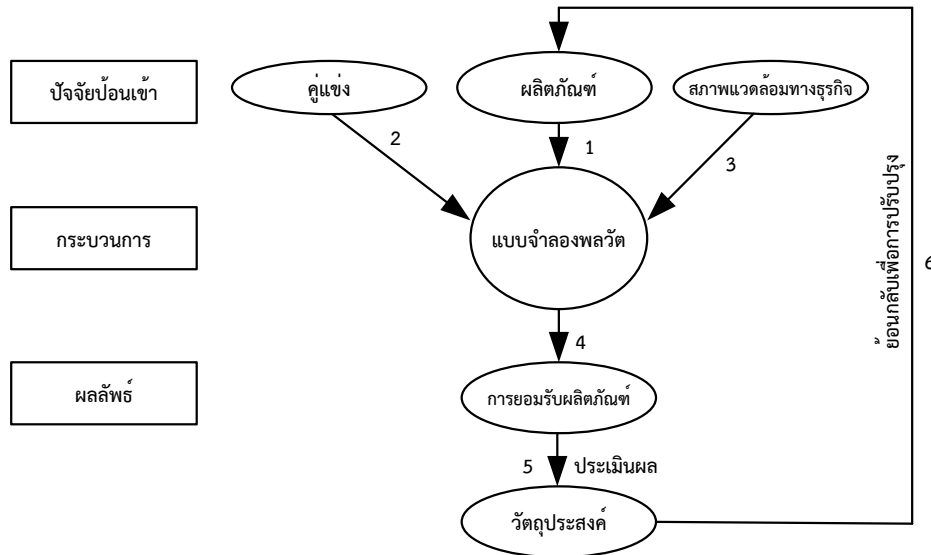 ปัจจัยป้อนเข้า
คู่แข่ง
ผลิตภัณฑ์
สภาพแวดล้อมทางธุรกิจ
2
1
3
กระบวนการ
แบบจำลองพลวัต
ย้อนกลับเพื่อการปรับปรุง
6
4
ผลลัพธ์
การยอมรับผลิตภัณฑ์
5 ประเมินผล
วัตถุประสงค์